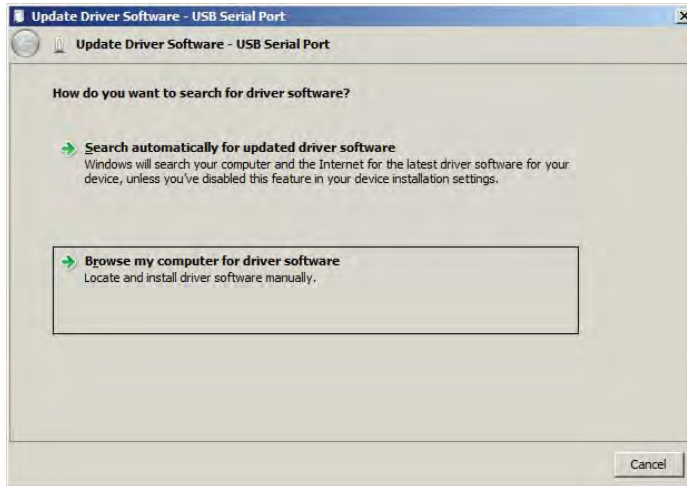 Update Driver Software - USB Serial Port
Update Driver Software - USB Serial Port
How do you want to search for driver software?
Search automatically for updated driver software
Windows will search your computer and the Internet for the latest driver software for your
device, unless you've disabled this feature in your device installation settings.
Browse my computer for driver software
Locate and install driver software manually.
Cancel